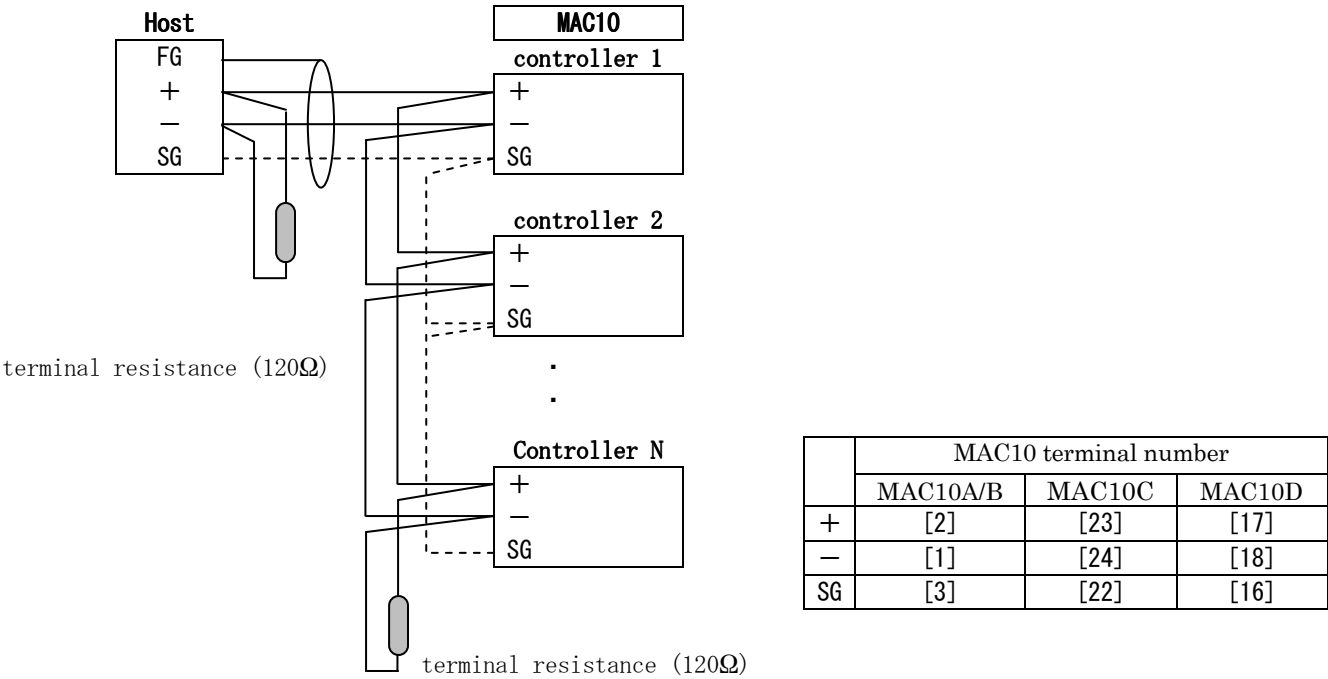 Host
FG
+
−
SG
MAC10
controller 1
+
−
SG
controller 2
+
−
SG
terminal resistance (120Ω)
.
.
Controller N
+
−
SG
terminal resistance (120Ω)
MAC10 terminal number
MAC10A/B MAC10C MAC10D
+ [2] [23] [17]
− [1] [24] [18]
SG [3] [22] [16]